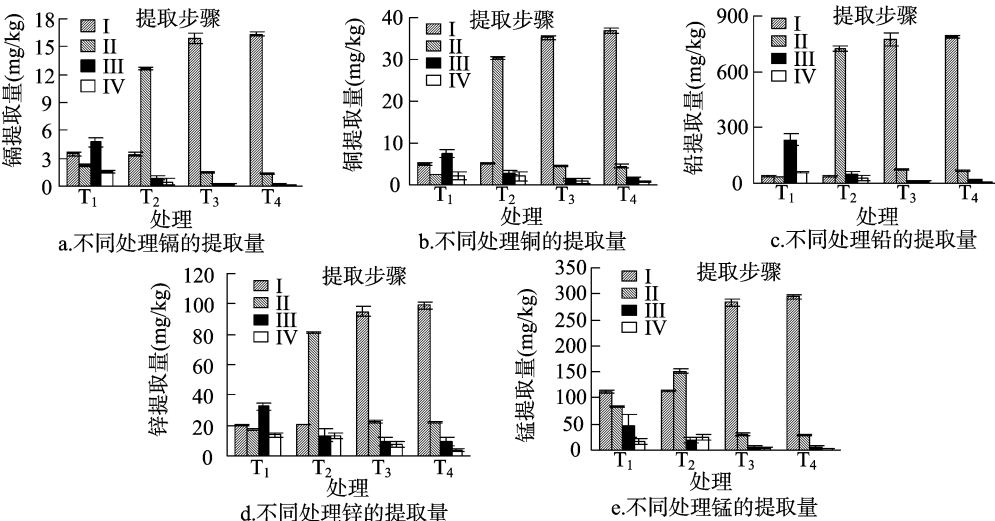 镉提取量(mg/kg)
18
15
12
9
6
3
0
提取步骤
I
II
III
IV
T1 T2 T3 T4
处理
a.不同处理镉的提取量
铜提取量(mg/kg)
40
30
20
10
0
提取步骤
I
II
III
IV
T1 T2 T3 T4
处理
b.不同处理铜的提取量
铅提取量(mg/kg)
900
600
300
0
提取步骤
I
II
III
IV
T1 T2 T3 T4
处理
c.不同处理铅的提取量
锌提取量(mg/kg)
120
100
80
60
40
20
0
提取步骤
I
II
III
IV
T1 T2 T3 T4
处理
d.不同处理锌的提取量
锰提取量(mg/kg)
350
300
250
200
150
100
50
0
提取步骤
I
II
III
IV
T1 T2 T3 T4
处理
e.不同处理锰的提取量